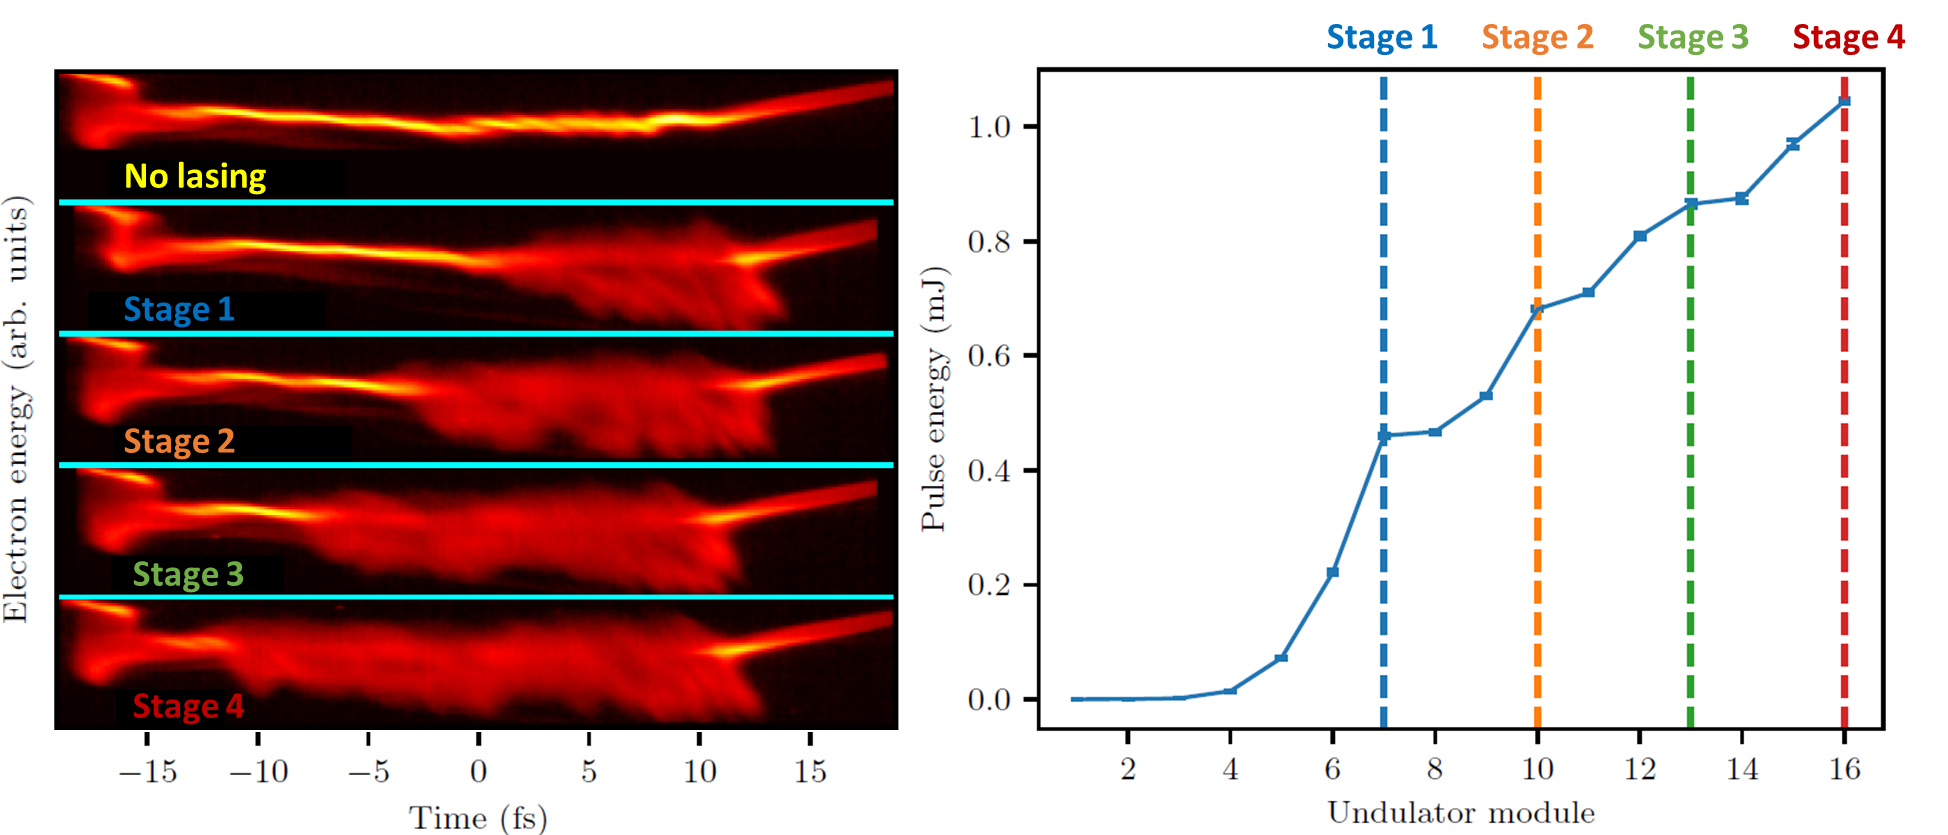 Electron energy (arb. units)
No lasing
Stage 1
Stage 2
Stage 3
Stage 4
−15 −10 −5 0 5 10 15
Time (fs)
Stage 1 Stage 2 Stage 3 Stage 4
Pulse energy (mJ)
1.0
0.8
0.6
0.4
0.2
0.0
2 4 6 8 10 12 14 16
Undulator module